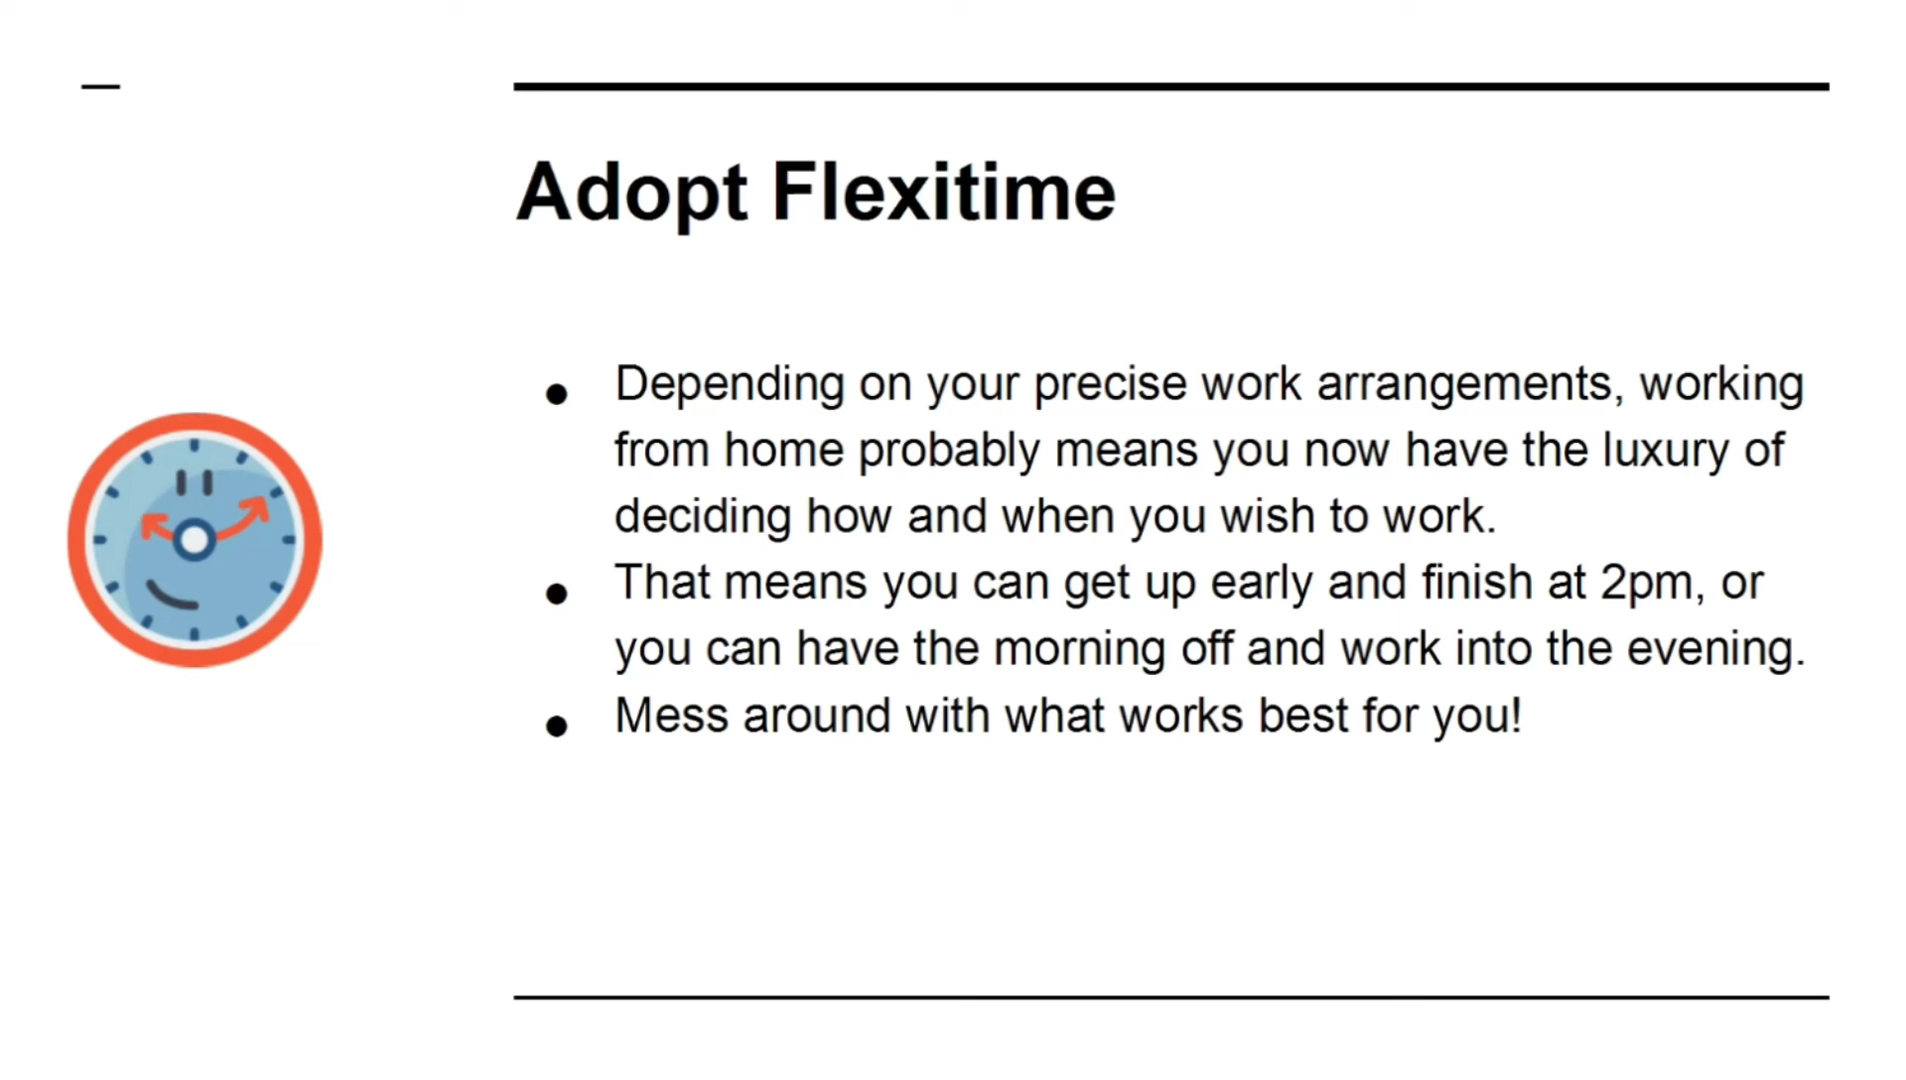 Adopt Flexitime
● Depending on your precise work arrangements, working
from home probably means you now have the luxury of
deciding how and when you wish to work.
● That means you can get up early and finish at 2pm, or
you can have the morning off and work into the evening.
● Mess around with what works best for you!